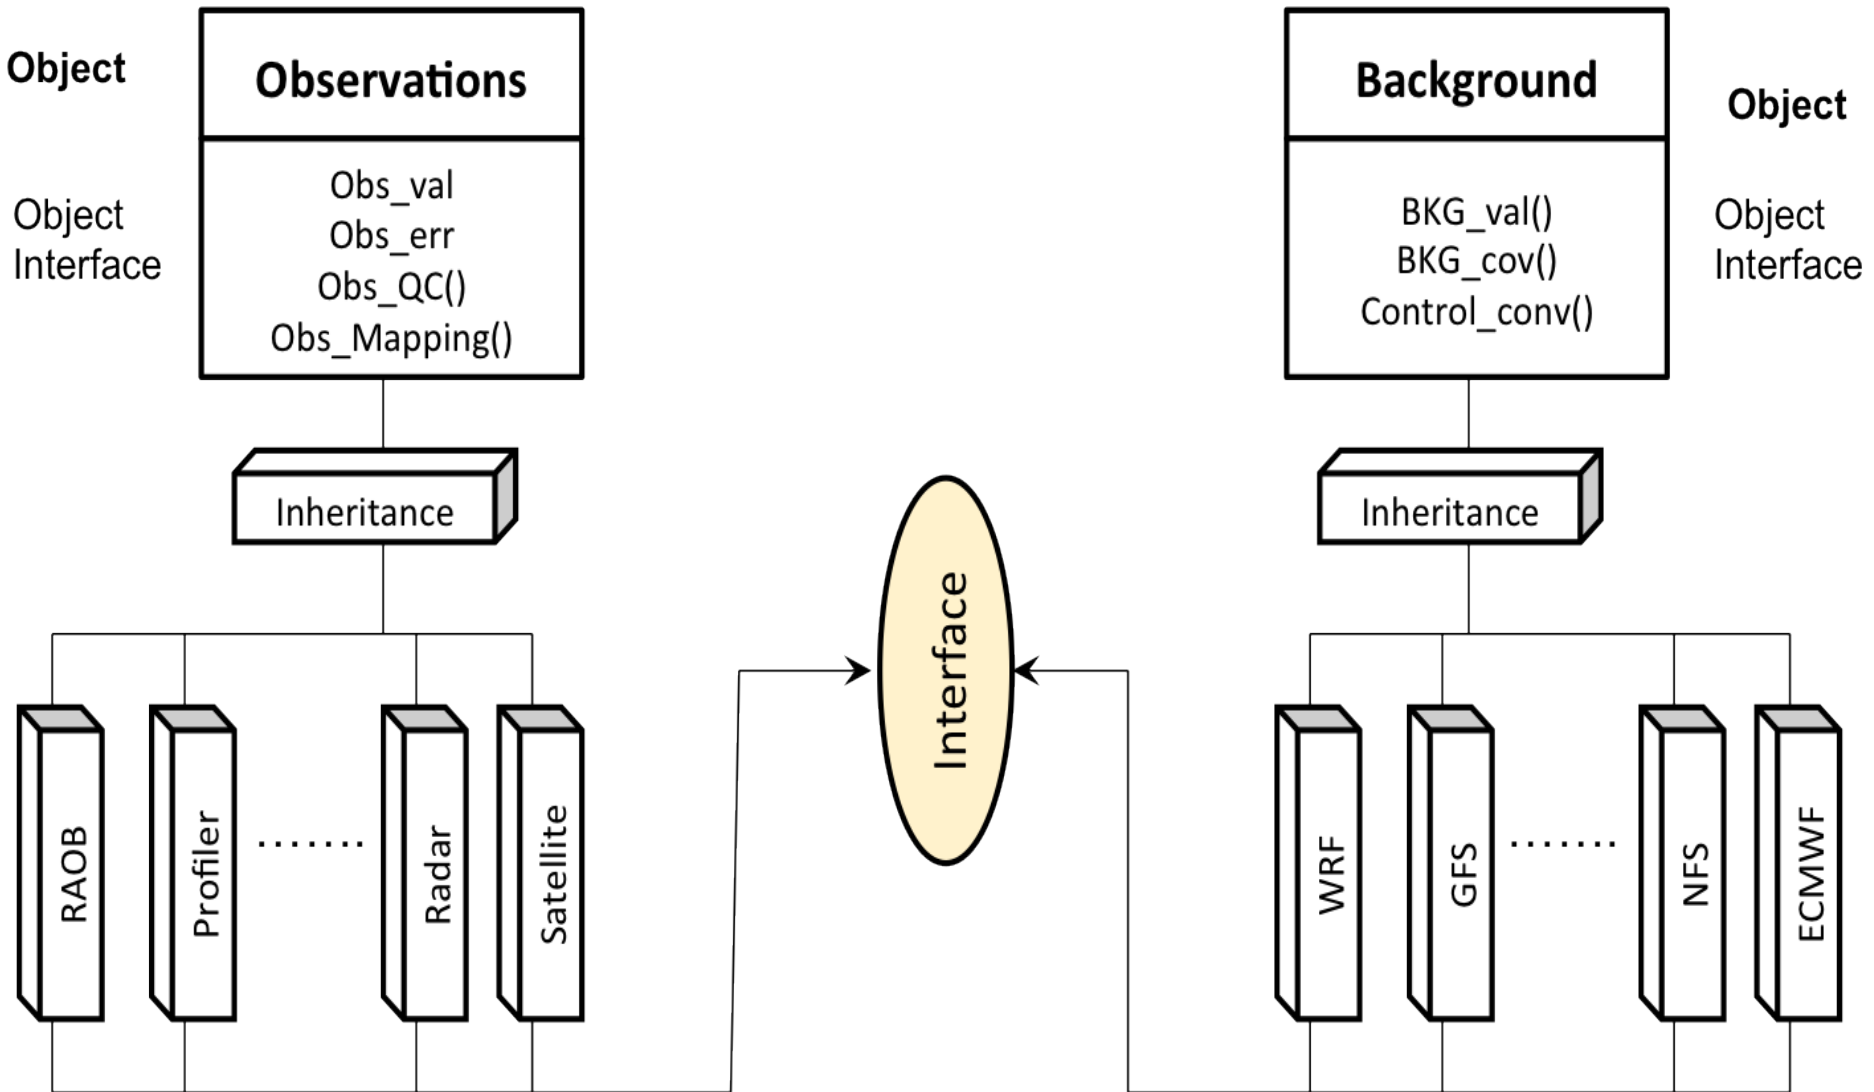 Object
Observations
Object
Interface
Obs_val
Obs_err
Obs_QC()
Obs_Mapping()
Inheritance
RAOB
Profiler
.......
Radar
Satellite
Interface
Background
Object
BKG_val()
BKG_cov()
Control_conv()
Object
Interface
Inheritance
WRF
GFS
.......
NFS
ECMWF